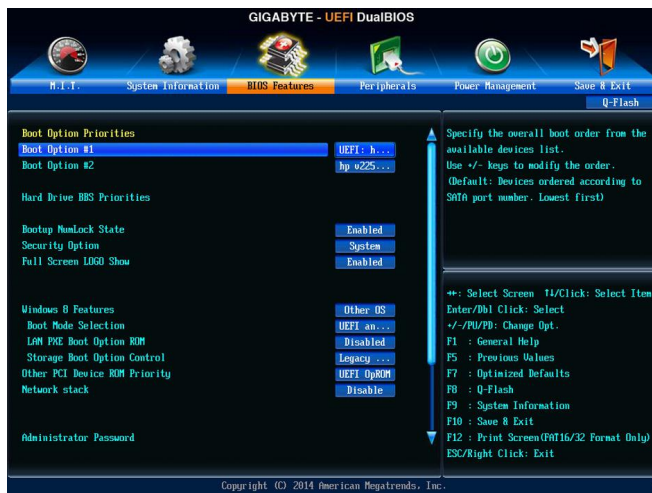 GIGABYTE - UEFI DualBIOS
M.I.T. System Information BIOS Features Peripherals Power Management Save & Exit
Q-Flash
Boot Option Priorities
Boot Option #1 UEFI: h...
Boot Option #2 hp v225...
Hard Drive BBS Priorities
Bootup NumLock State Enabled
Security Option System
Full Screen LOGO Show Enabled
Windows 8 Features Other OS
Boot Mode Selection UEFI an...
LAN PXE Boot Option ROM Disabled
Storage Boot Option Control Legacy ...
Other PCI Device ROM Priority UEFI OpROM
Network stack Disable
Administrator Password
Specify the overall boot order from the
available devices list.
Use +/- keys to modify the order.
(Default: Devices ordered according to
SATA port number. Lowest first)
→←: Select Screen ↑↓/Click: Select Item
Enter/Dbl Click: Select
+/-/PU/PD: Change Opt.
F1 : General Help
F5 : Previous Values
F7 : Optimized Defaults
F8 : Q-Flash
F9 : System Information
F10 : Save & Exit
F12 : Print Screen(FAT16/32 Format Only)
ESC/Right Click: Exit
Copyright (C) 2014 American Megatrends, Inc.